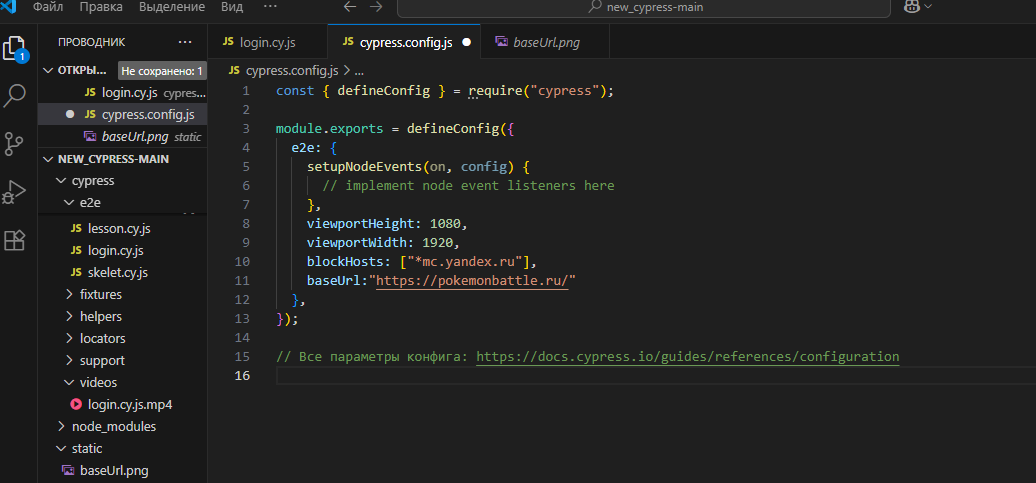 Файл Правка Выделение Вид ··· new_cypress-main
ПРОВОДНИК ···
JS login.cy.js JS cypress.config.js baseUrl.png
1
ОТКРЫ... Не сохранено: 1
JS cypress.config.js > ...
JS login.cy.js cypres...
JS cypress.config.js
baseUrl.png static
NEW_CYPRESS-MAIN
cypress
e2e
JS lesson.cy.js
JS login.cy.js
JS skelet.cy.js
fixtures
helpers
locators
support
videos
login.cy.js.mp4
node_modules
static
baseUrl.png
1 const { defineConfig } = require("cypress");
2
3 module.exports = defineConfig({
4 e2e: {
5 setupNodeEvents(on, config) {
6 // implement node event listeners here
7 },
8 viewportHeight: 1080,
9 viewportWidth: 1920,
10 blockHosts: ["*mc.yandex.ru"],
11 baseUrl:"https://pokemonbattle.ru/"
12 },
13 });
14
15 // Все параметры конфига: https://docs.cypress.io/guides/references/configuration
16